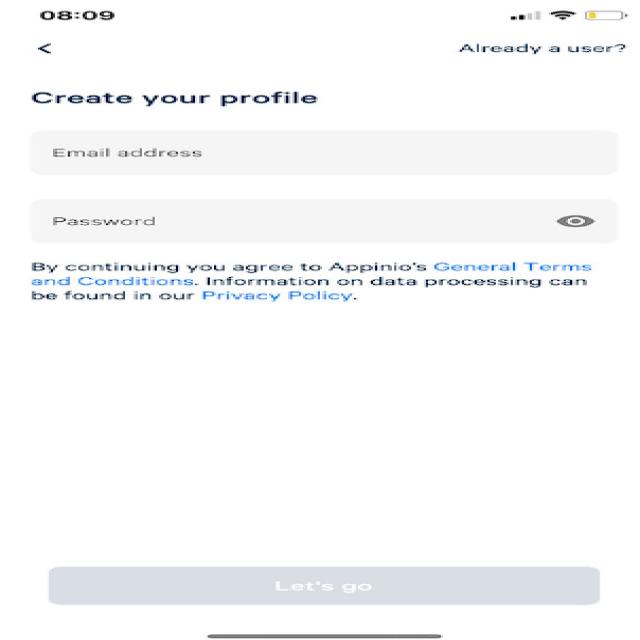 08:09
<
Already a user?
Create your profile
Email address
Password
By continuing you agree to Appinio's General Terms
and Conditions. Information on data processing can
be found in our Privacy Policy.
Let's go